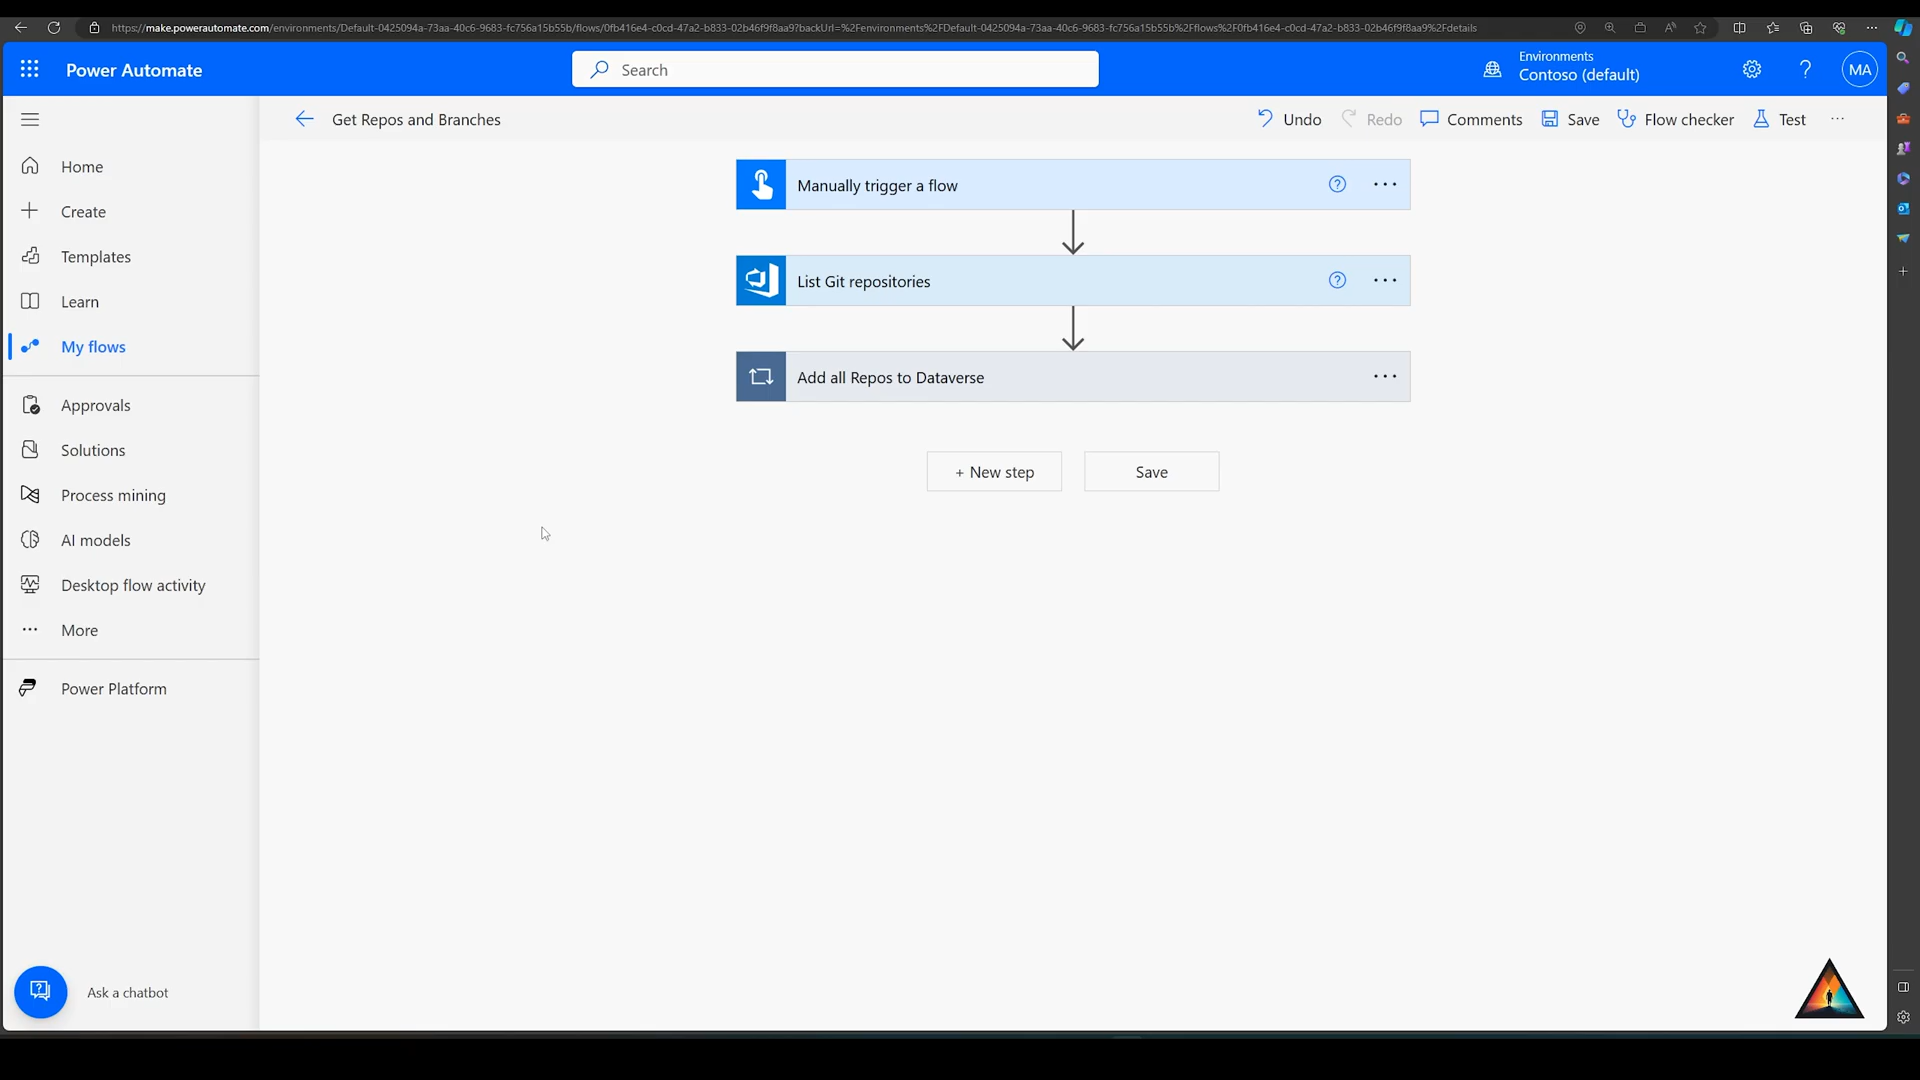 https://make.powerautomate.com/environments/Default-0425094a-73aa-40c6-9683-fc756a15b55b/flows/0fb416e4-c0cd-47a2-b833-02b46f9f8aa9?backUrl=%2Fenvironments%2FDefault-0425094a-73aa-40c6-9683-fc756a15b55b%2Fflows%2F0fb416e4-c0cd-47a2-b833-02b46f9f8aa9%2Fdetails
Power Automate
Search
Environments
Contoso (default)
MA
Get Repos and Branches
Undo
Redo
Comments
Save
Flow checker
Test
Home
Create
Templates
Learn
My flows
Approvals
Solutions
Process mining
AI models
Desktop flow activity
More
Power Platform
Ask a chatbot
Manually trigger a flow
List Git repositories
Add all Repos to Dataverse
+ New step
Save